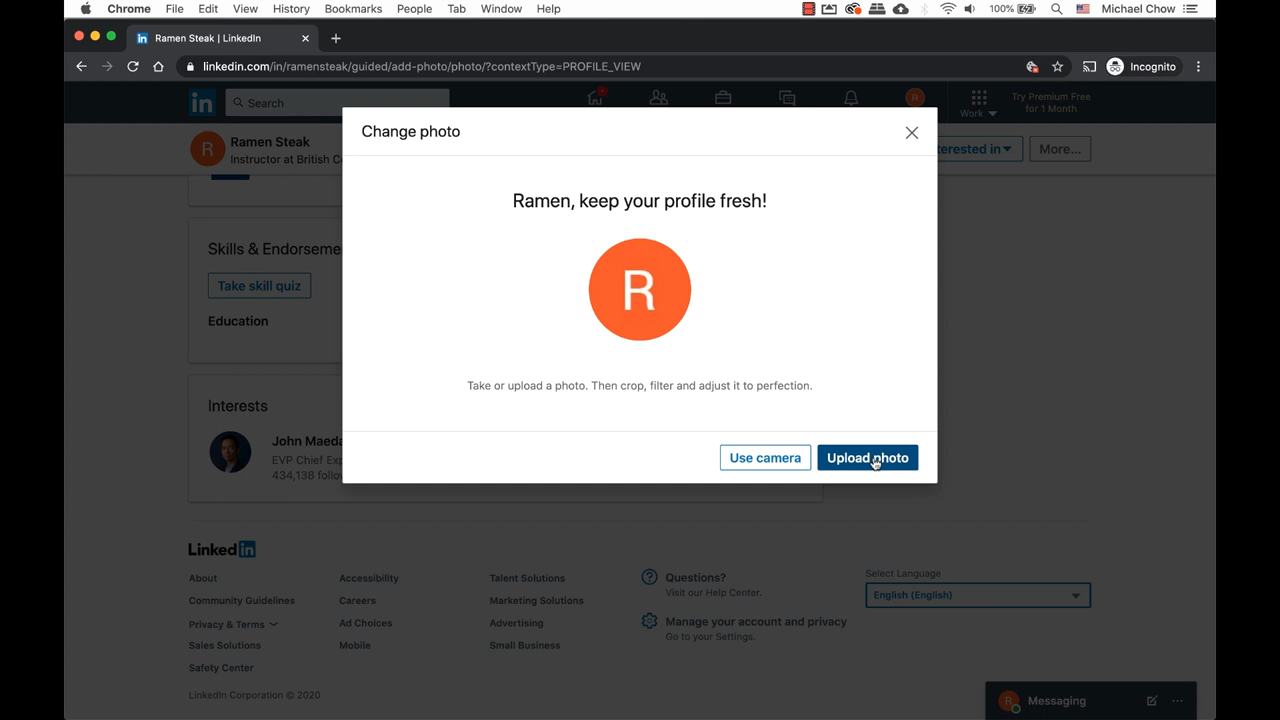 Chrome File Edit View History Bookmarks People Tab Window Help 100% Michael Chow
in Ramen Steak | LinkedIn
linkedin.com/in/ramensteak/guided/add-photo/photo/?contextType=PROFILE_VIEW Incognito
in Search R Work Try Premium Free
for 1 Month
Change photo
R Ramen Steak
Instructor at British C
erested in More...
Ramen, keep your profile fresh!
R
Take or upload a photo. Then crop, filter and adjust it to perfection.
Use camera Upload photo
Skills & Endorseme
Take skill quiz
Education
Interests
John Maeda
EVP Chief Exp
434,138 follo
Linkedin
About Accessibility Talent Solutions Questions? Select Language
Visit our Help Center.
Community Guidelines Careers Marketing Solutions English (English)
Privacy & Terms Ad Choices Advertising Manage your account and privacy
Go to your Settings.
Sales Solutions Mobile Small Business
Safety Center
LinkedIn Corporation © 2020
R Messaging